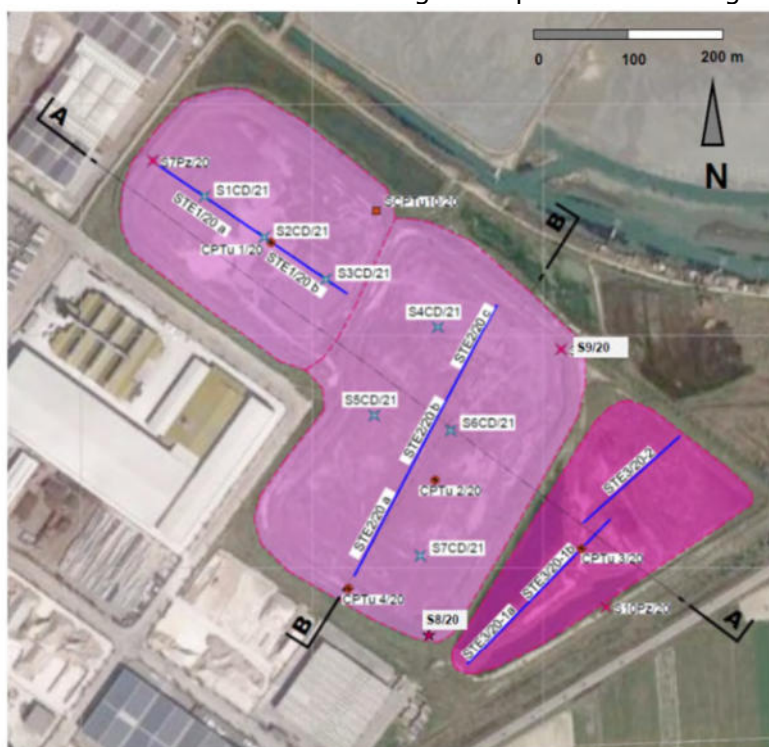 0 100 200 m
N
A
S7Pz/20
S1CD/21
SCPTu10/20
STE1/20 a
S2CD/21
B
CPTu 1/20
STE1/20 b
S3CD/21
S4CD/21
STE2/20 c
S9/20
S5CD/21
S6CD/21
STE2/20 b
STE3/20-2
CPTu 2/20
STE2/20 a
S7CD/21
STE3/20-1b
CPTu 3/20
CPTu 4/20
S8/20
STE3/20-1a
S10Pz/20
A
B